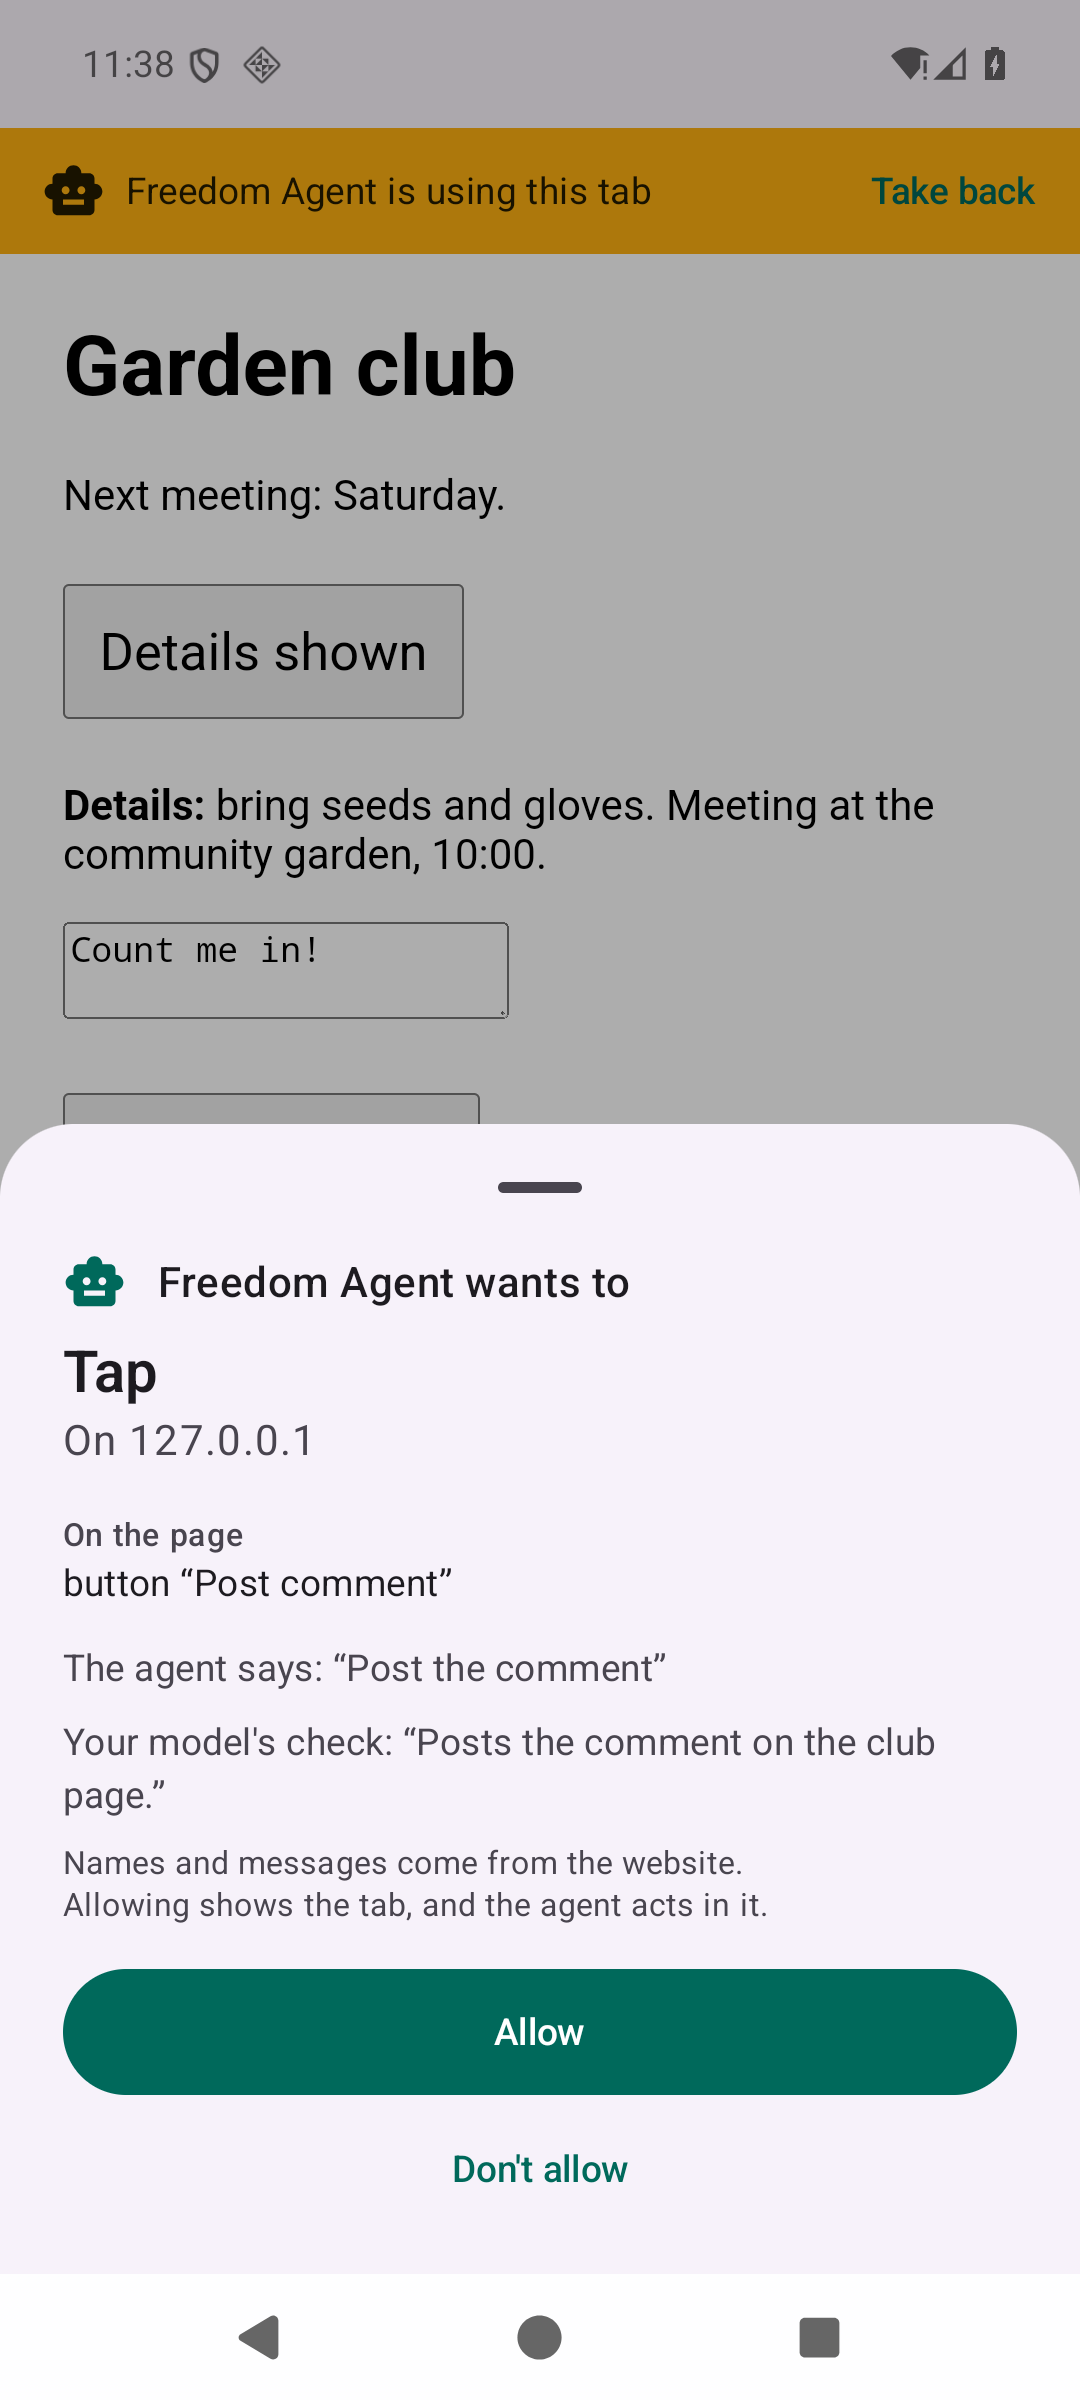 11:38
Freedom Agent is using this tab
Take back
Garden club
Next meeting: Saturday.
Details shown
Details: bring seeds and gloves. Meeting at the
community garden, 10:00.
Count me in!
Freedom Agent wants to
Tap
On 127.0.0.1
On the page
button “Post comment”
The agent says: “Post the comment”
Your model's check: “Posts the comment on the club
page.”
Names and messages come from the website.
Allowing shows the tab, and the agent acts in it.
Allow
Don't allow